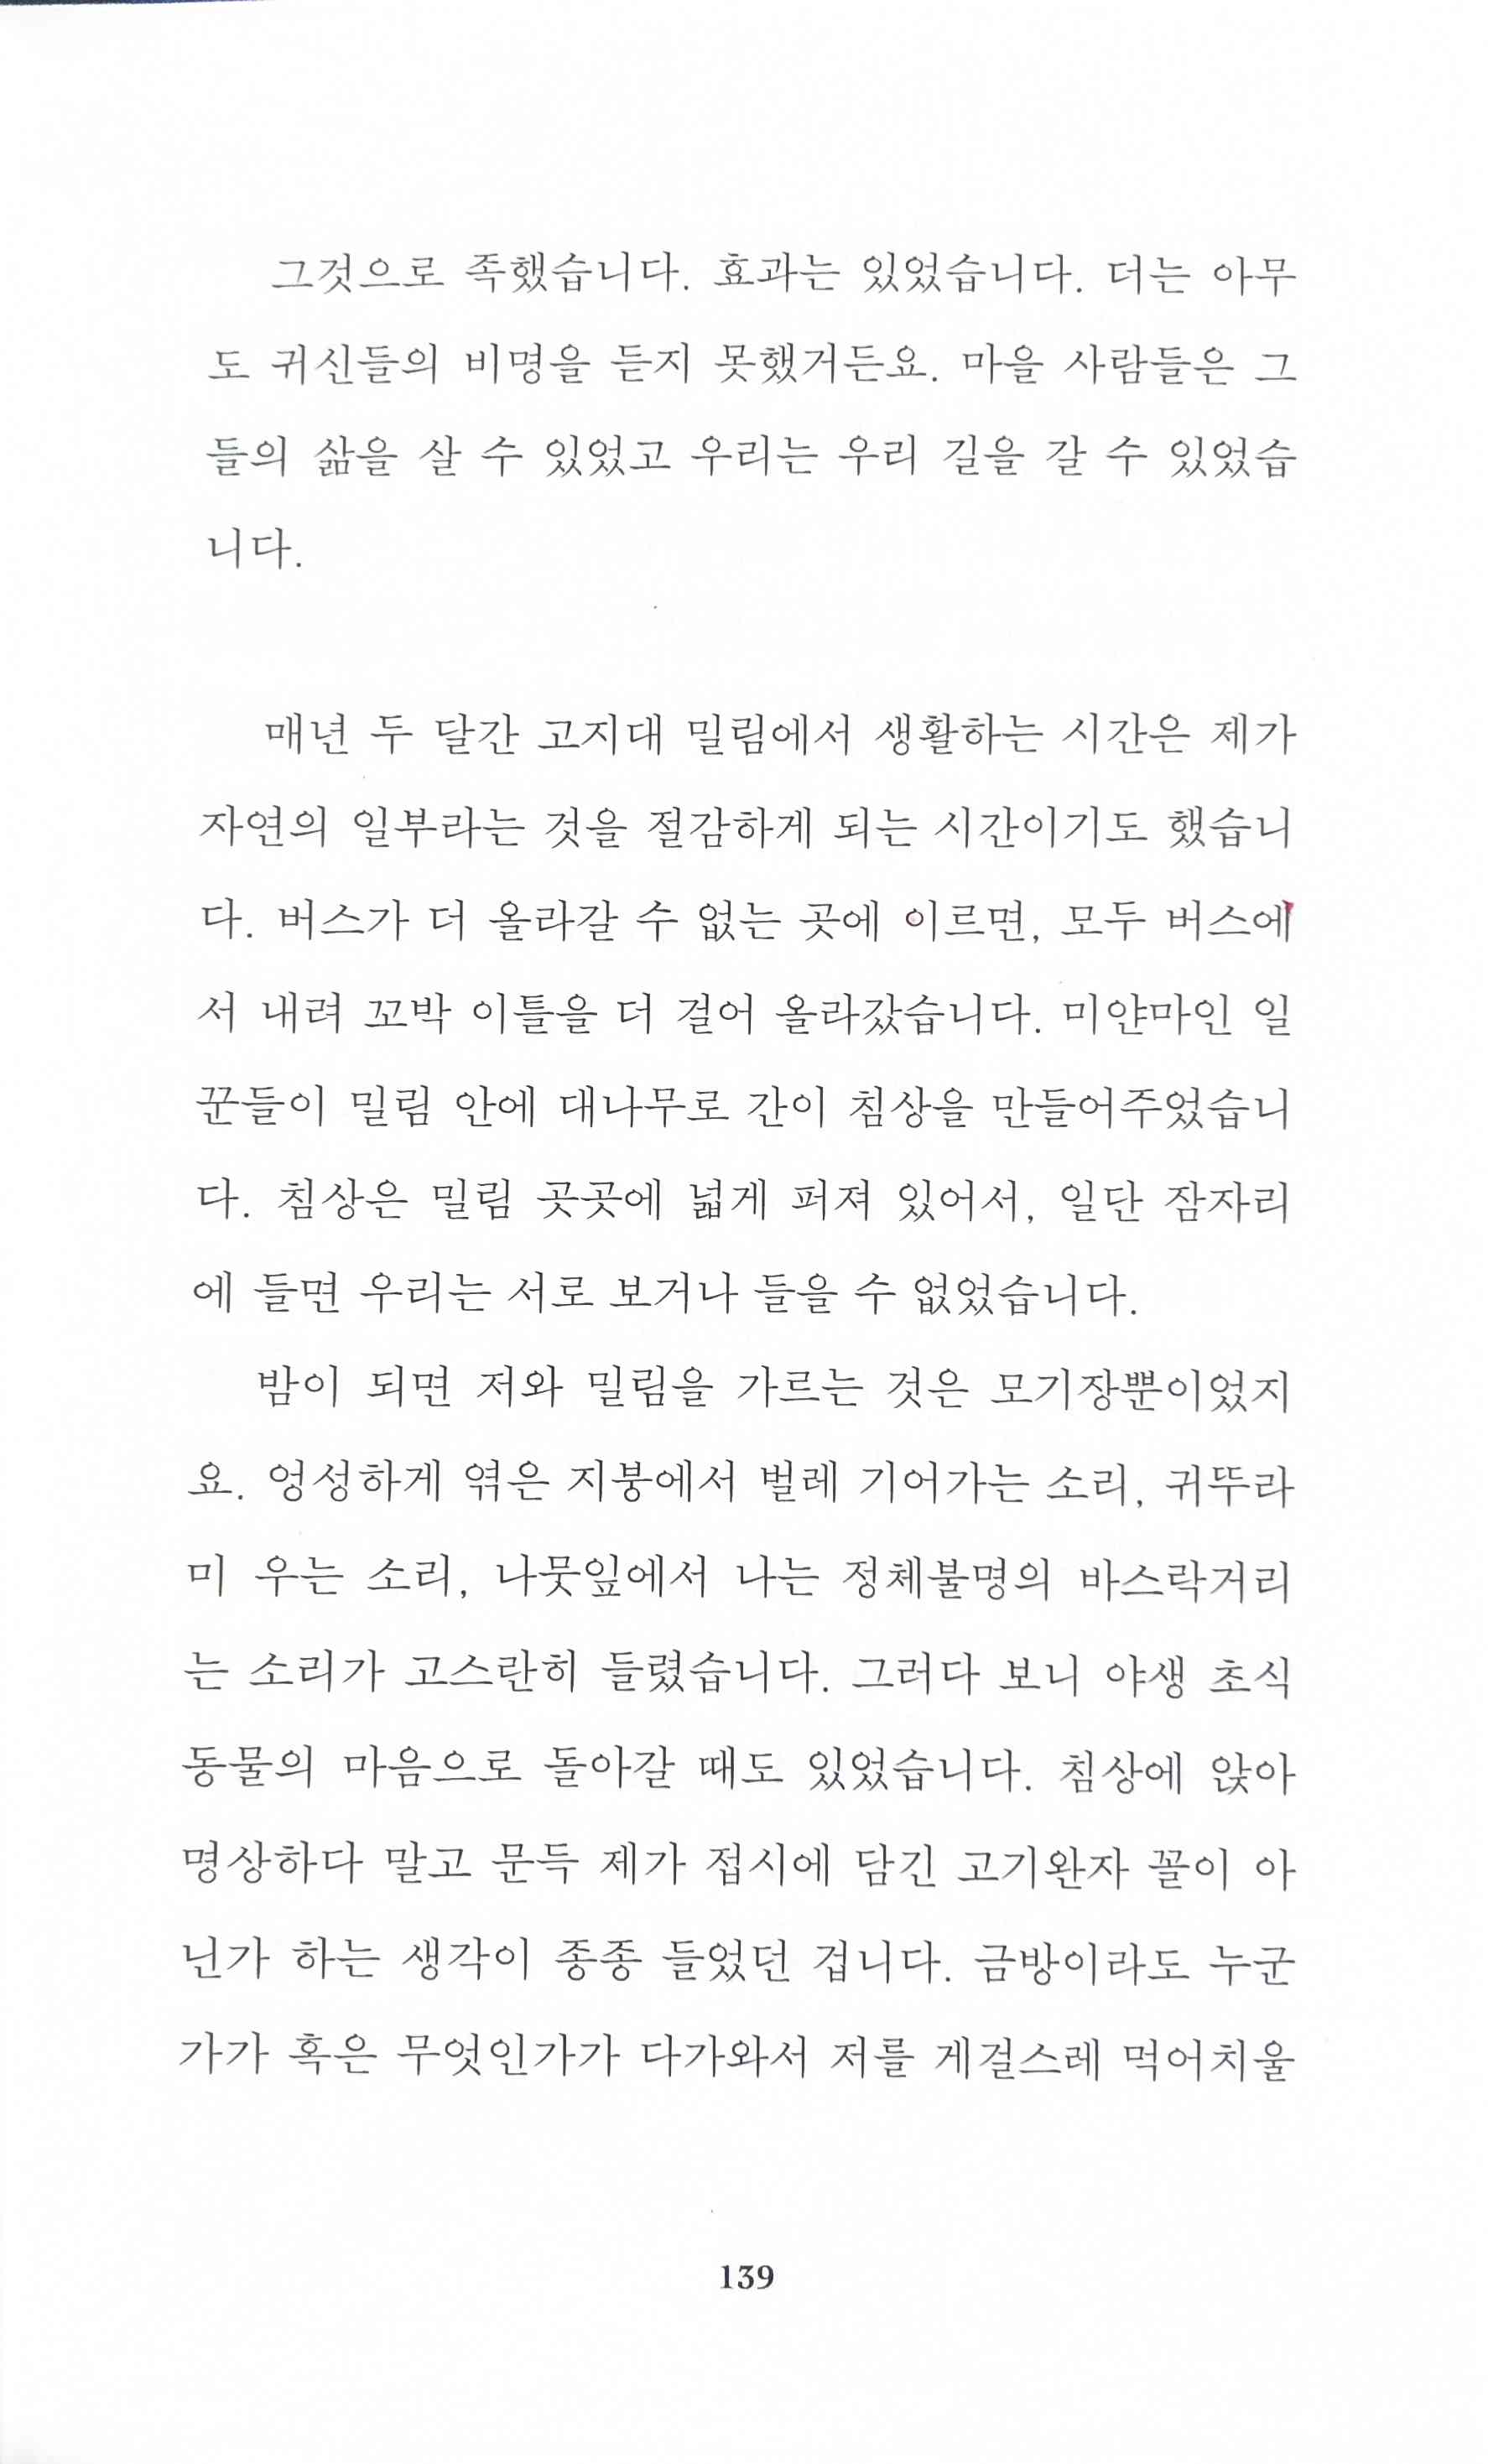 그것으로 족했습니다. 효과는 있었습니다. 더는 아무
도 귀신들의 비명을 듣지 못했거든요. 마을 사람들은 그
들의 삶을 살 수 있었고 우리는 우리 길을 갈 수 있었습
니다.
매년 두 달간 고지대 밀림에서 생활하는 시간은 제가
자연의 일부라는 것을 절감하게 되는 시간이기도 했습니
다. 버스가 더 올라갈 수 없는 곳에 이르면, 모두 버스에
서 내려 꼬박 이틀을 더 걸어 올라갔습니다. 미얀마인 일
꾼들이 밀림 안에 대나무로 간이 침상을 만들어주었습니
다. 침상은 밀림 곳곳에 넓게 퍼져 있어서, 일단 잠자리
에 들면 우리는 서로 보거나 들을 수 없었습니다.
밤이 되면 저와 밀림을 가르는 것은 모기장뿐이었지
요. 엉성하게 엮은 지붕에서 벌레 기어가는 소리, 귀뚜라
미 우는 소리, 나뭇잎에서 나는 정체불명의 바스락거리
는 소리가 고스란히 들렸습니다. 그러다 보니 야생 초식
동물의 마음으로 돌아갈 때도 있었습니다. 침상에 앉아
명상하다 말고 문득 제가 접시에 담긴 고기완자 꼴이 아
닌가 하는 생각이 종종 들었던 겁니다. 금방이라도 누군
가가 혹은 무엇인가가 다가와서 저를 게걸스레 먹어치울
139